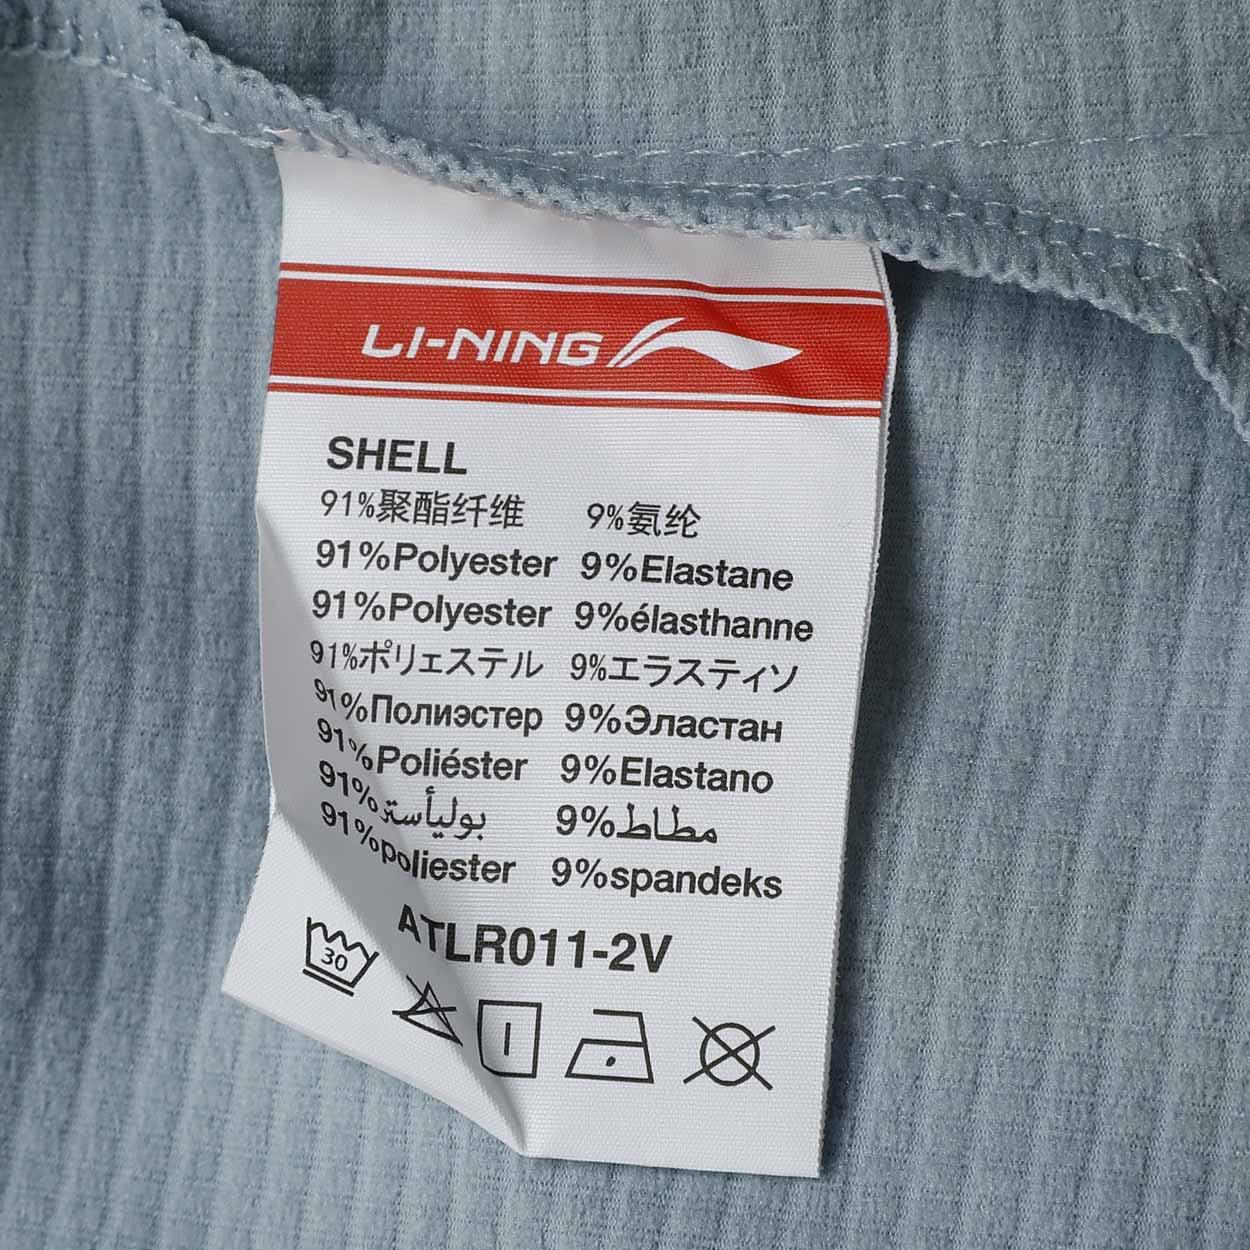 LI-NING
SHELL
91%聚酯纤维 9%氨纶
91%Polyester 9%Elastane
91%Polyester 9%élasthanne
91%ポリェステル 9%エラスティソ
91%Полиэстер 9%Эластан
91%Poliéster 9%Elastano
91%بوليأستر 9%مطاط
91%poliester 9%spandeks
ATLR011-2V
30